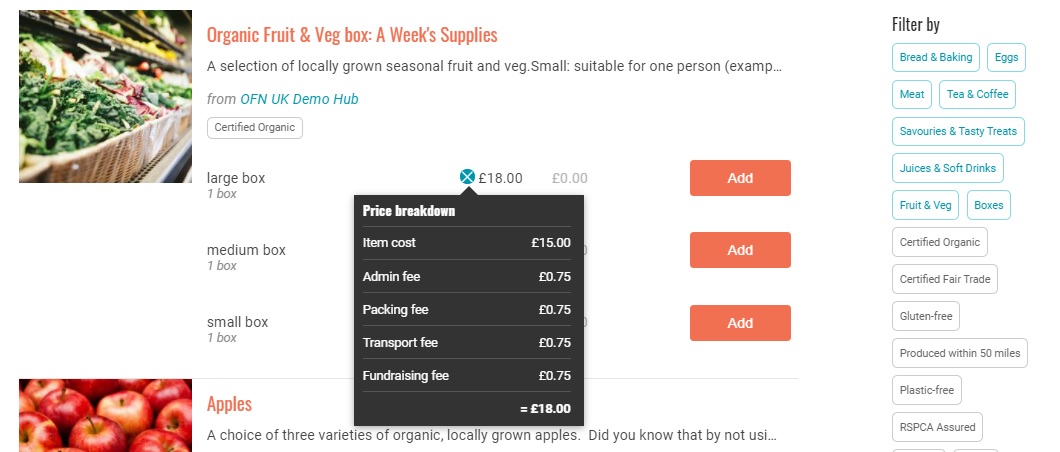 Organic Fruit & Veg box: A Week's Supplies
A selection of locally grown seasonal fruit and veg.Small: suitable for one person (examp...
from OFN UK Demo Hub
Certified Organic
large box £18.00 £0.00 Add
1 box
Price breakdown
Item cost £15.00
Admin fee £0.75
Packing fee £0.75
Transport fee £0.75
Fundraising fee £0.75
= £18.00
medium box Add
1 box
small box Add
1 box
Apples
A choice of three varieties of organic, locally grown apples. Did you know that by not usi...
Filter by
Bread & Baking Eggs
Meat Tea & Coffee
Savouries & Tasty Treats
Juices & Soft Drinks
Fruit & Veg Boxes
Certified Organic
Certified Fair Trade
Gluten-free
Produced within 50 miles
Plastic-free
RSPCA Assured